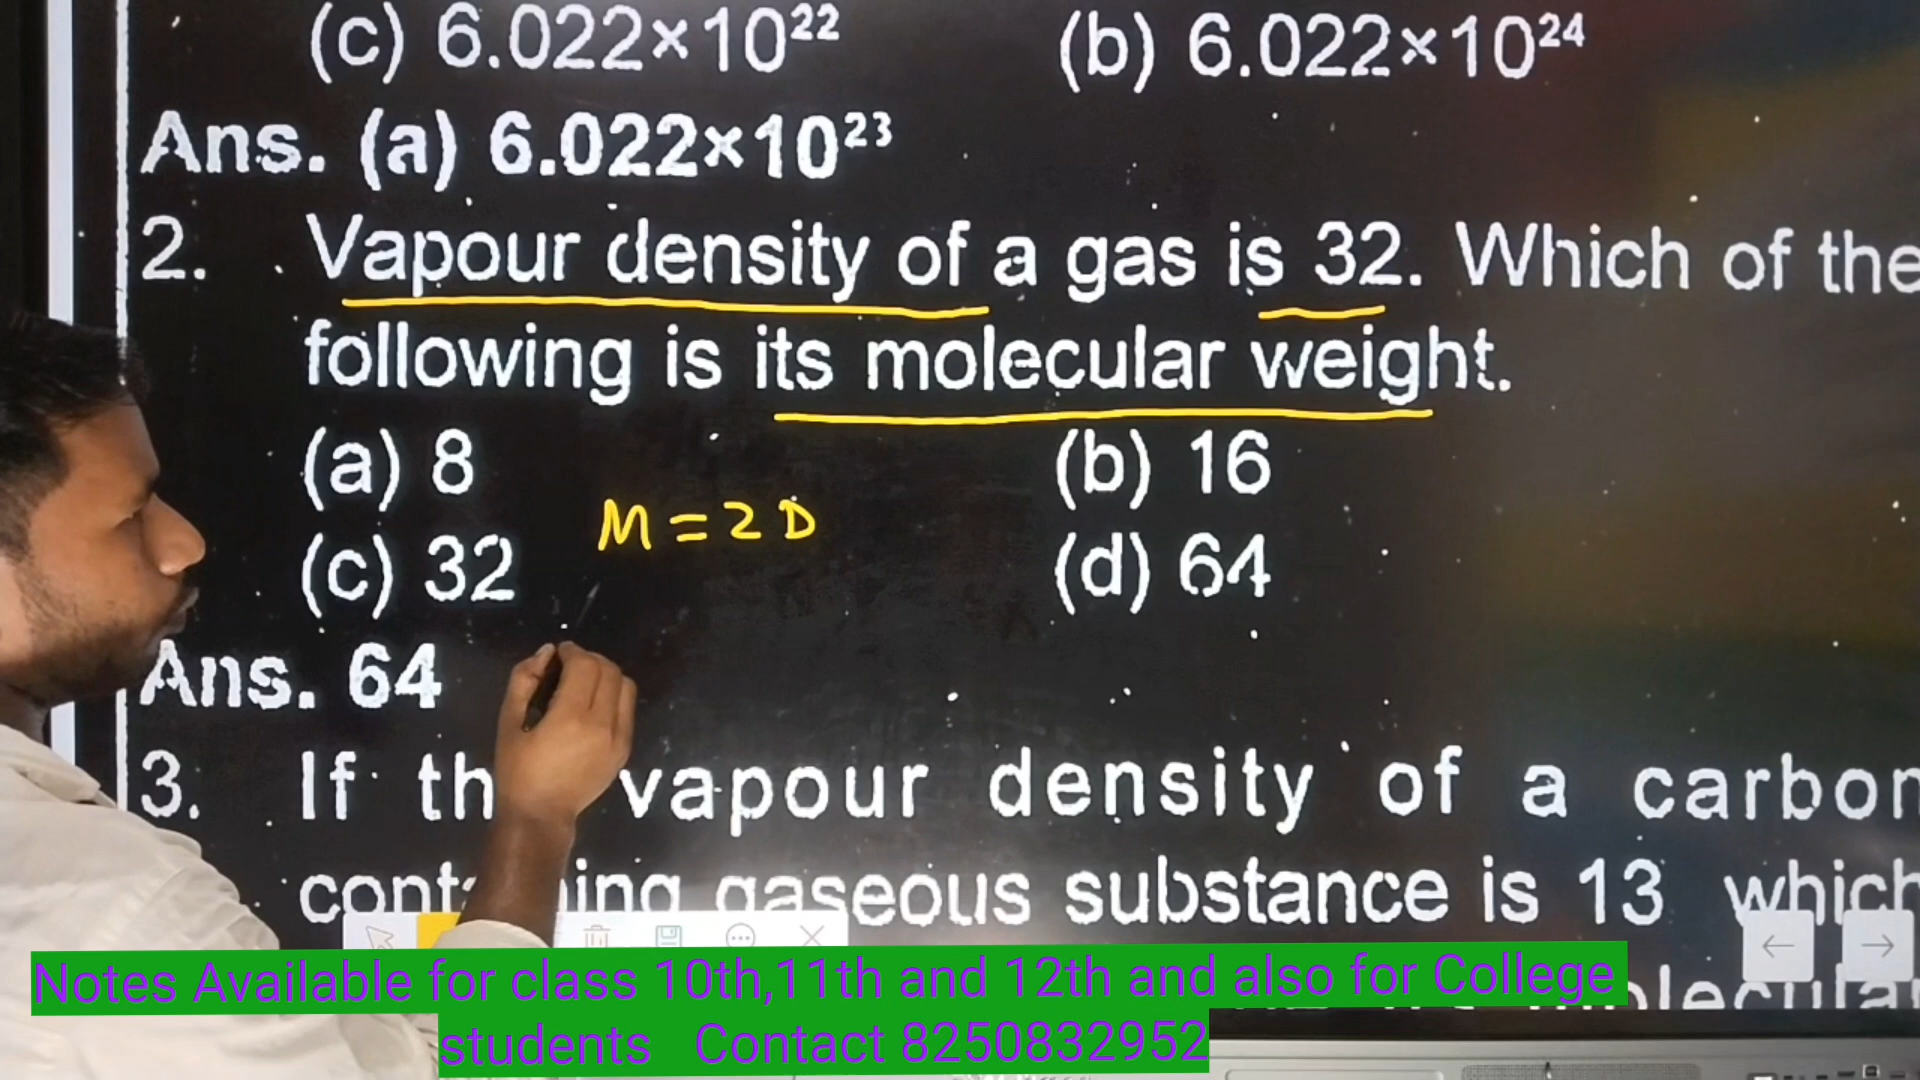 (c) 6.022×10²² (b) 6.022×10²⁴
Ans. (a) 6.022×10²³
2. Vapour density of a gas is 32. Which of the
following is its molecular weight.
(a) 8 (b) 16
M = 2 D
(c) 32 (d) 64
Ans. 64
3. If th vapour density of a carbon
gaseous substance is 13 which
Notes Available for class 10th,11th and 12th and also for College
students Contact 8250832952